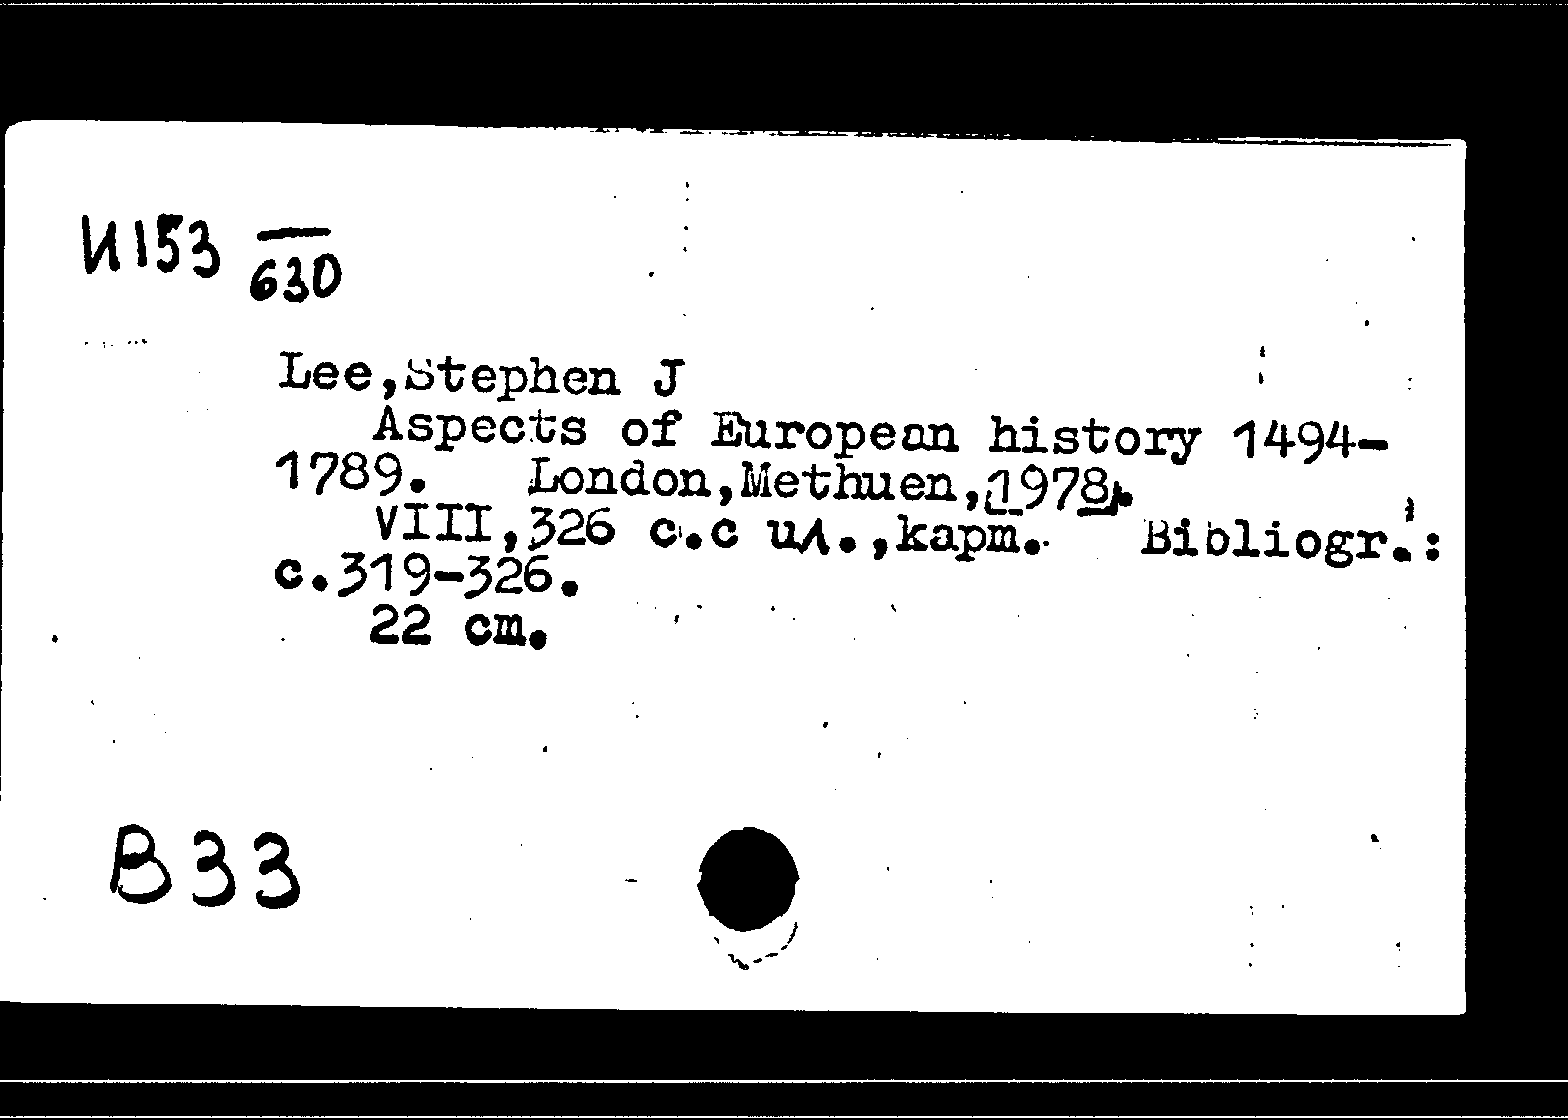 И153 —
630
Lee,Stephen J
Aspects of European history 1494-
1789. London,Methuen,1978.
VIII,326 с.с ил.,карт. Bibliogr.:
с.319-326.
22 cm.
B33